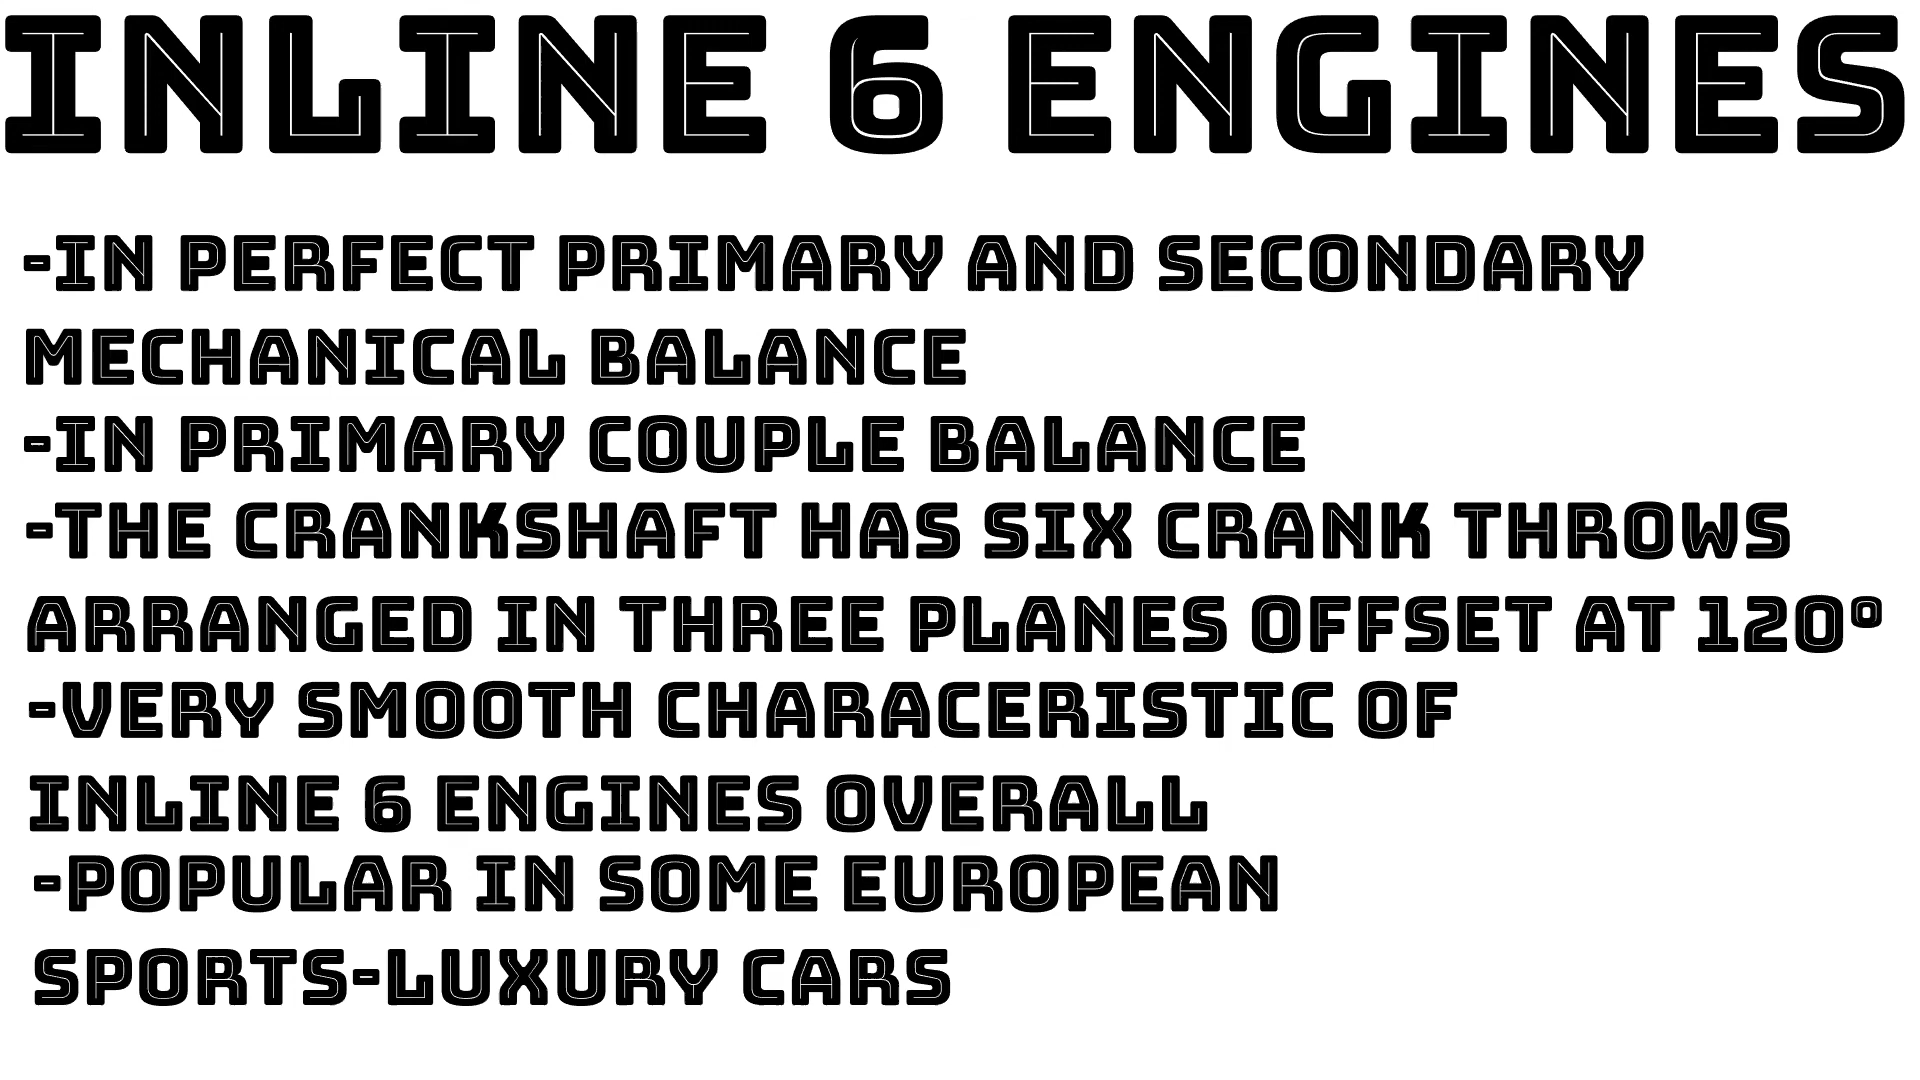 INLINE 6 ENGINES
-IN PERFECT PRIMARY AND SECONDARY
MECHANICAL BALANCE
-IN PRIMARY COUPLE BALANCE
-THE CRANKSHAFT HAS SIX CRANK THROWS
ARRANGED IN THREE PLANES OFFSET AT 120º
-VERY SMOOTH CHARACERISTIC OF
INLINE 6 ENGINES OVERALL
-POPULAR IN SOME EUROPEAN
SPORTS-LUXURY CARS